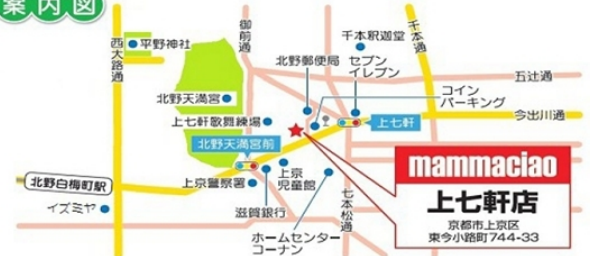 案内図
西大路通
平野神社
御前通
千本釈迦堂
千本通
北野郵便局
セブン
イレブン
五辻通
北野天満宮
コイン
パーキング
今出川通
上七軒歌舞練場
上七軒
北野天満宮前
mammaciao
上七軒店
京都市上京区
東今小路町744-33
北野白梅町駅
上京警察署
上京
児童館
イズミヤ
滋賀銀行
七本松通
ホームセンター
コーナン